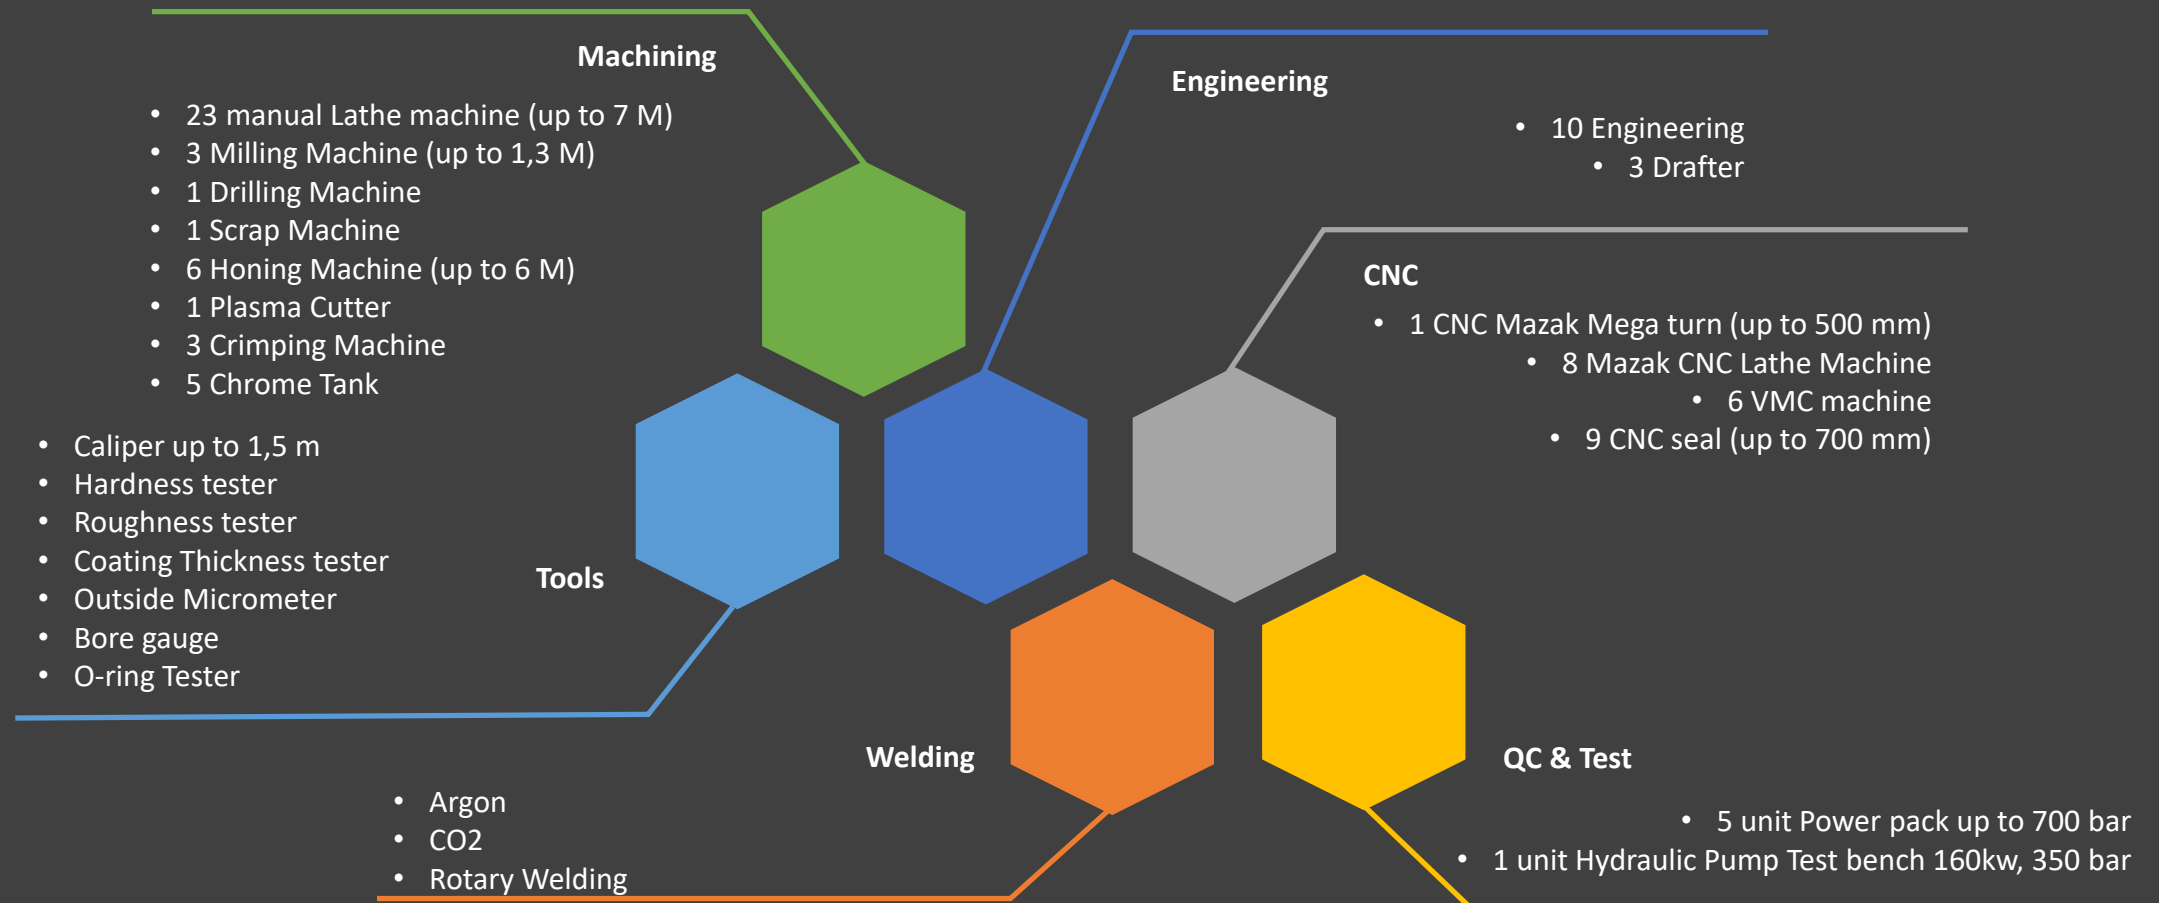 Machining
• 23 manual Lathe machine (up to 7 M)
• 3 Milling Machine (up to 1,3 M)
• 1 Drilling Machine
• 1 Scrap Machine
• 6 Honing Machine (up to 6 M)
• 1 Plasma Cutter
• 3 Crimping Machine
• 5 Chrome Tank
Engineering
• 10 Engineering
• 3 Drafter
CNC
• 1 CNC Mazak Mega turn (up to 500 mm)
• 8 Mazak CNC Lathe Machine
• 6 VMC machine
• 9 CNC seal (up to 700 mm)
• Caliper up to 1,5 m
• Hardness tester
• Roughness tester
• Coating Thickness tester
• Outside Micrometer
• Bore gauge
• O-ring Tester
Tools
Welding
• Argon
• CO2
• Rotary Welding
QC & Test
• 5 unit Power pack up to 700 bar
• 1 unit Hydraulic Pump Test bench 160kw, 350 bar